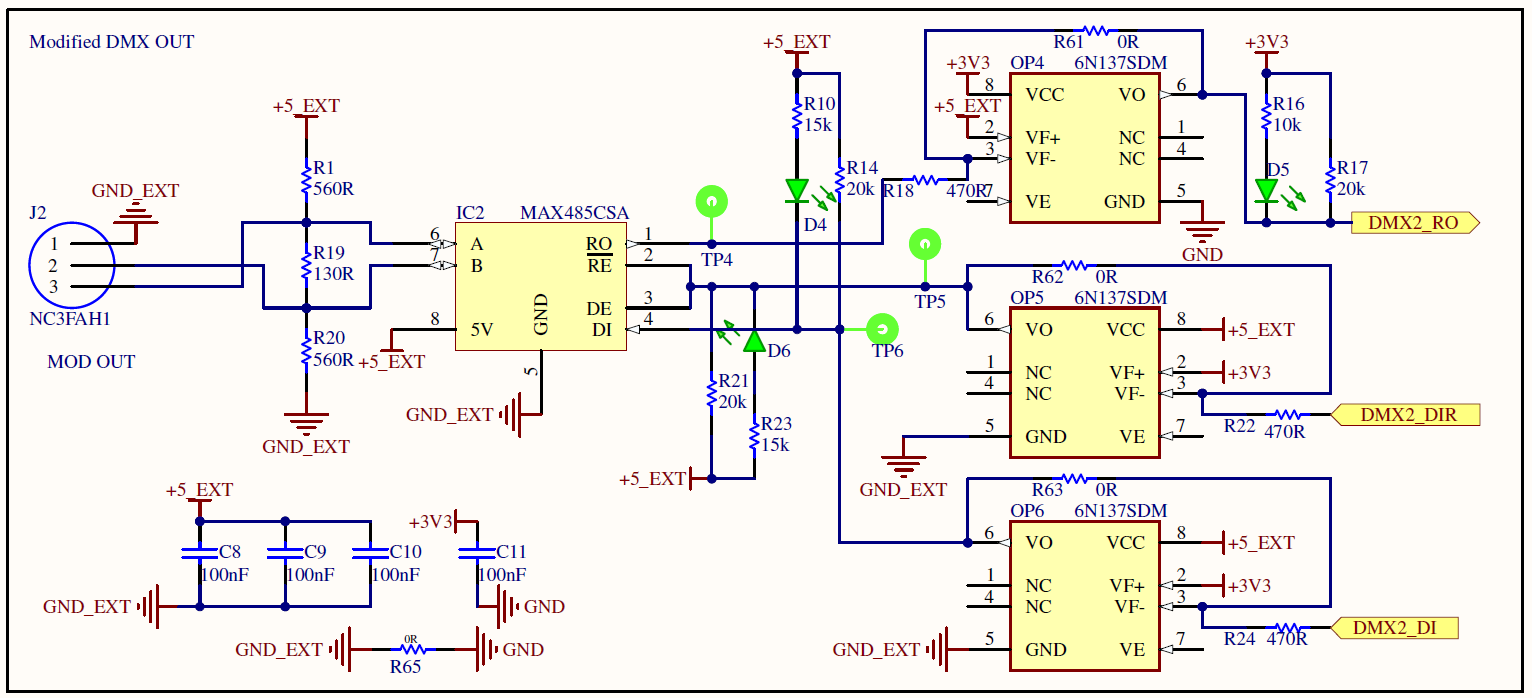 Modified DMX OUT
+5_EXT
R1
560R
GND_EXT
J2
1
2
3
NC3FAH1
MOD OUT
R19
130R
R20
560R
GND_EXT
IC2
MAX485CSA
6
A
7
B
8
5V
+5_EXT
GND
5
GND_EXT
RO
1
RE
2
DE
3
DI
4
TP4
+5_EXT
R10
15k
R14
20k
D4
R18
470R
TP5
TP6
D6
R21
20k
R23
15k
+5_EXT
R61
0R
OP4
6N137SDM
+3V3
8
VCC
+5_EXT
2
VF+
3
VF-
7
VE
VO
6
NC
1
NC
4
GND
5
GND
+3V3
R16
10k
D5
R17
20k
DMX2_RO
R62
0R
OP5
6N137SDM
6
VO
1
NC
4
NC
5
GND
GND_EXT
VCC
8
+5_EXT
VF+
2
+3V3
VF-
3
VE
7
R22
470R
DMX2_DIR
R63
0R
OP6
6N137SDM
6
VO
1
NC
4
NC
5
GND
GND_EXT
VCC
8
+5_EXT
VF+
2
+3V3
VF-
3
VE
7
R24
470R
DMX2_DI
+5_EXT
C8
100nF
C9
100nF
C10
100nF
GND_EXT
+3V3
C11
100nF
GND
GND_EXT
0R
R65
GND